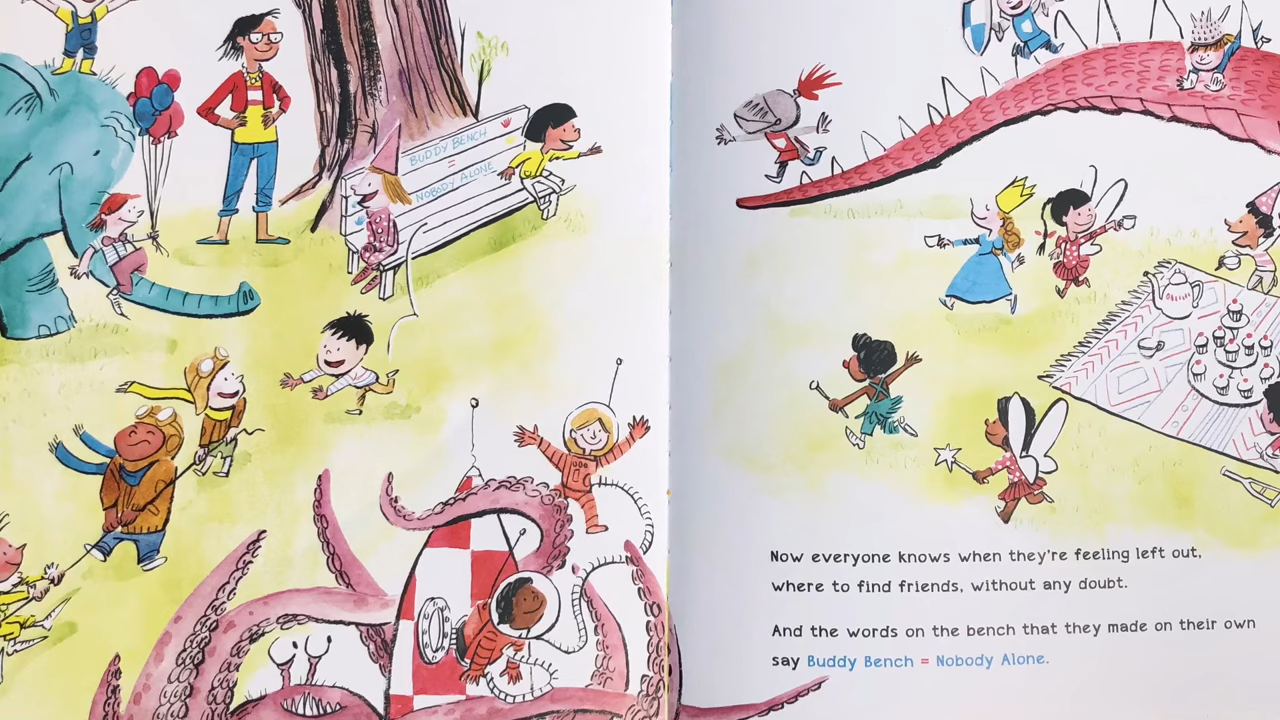 BUDDY BENCH
=
NOBODY ALONE
Now everyone knows when they're feeling left out,
where to find friends, without any doubt.
And the words on the bench that they made on their own
say Buddy Bench = Nobody Alone.